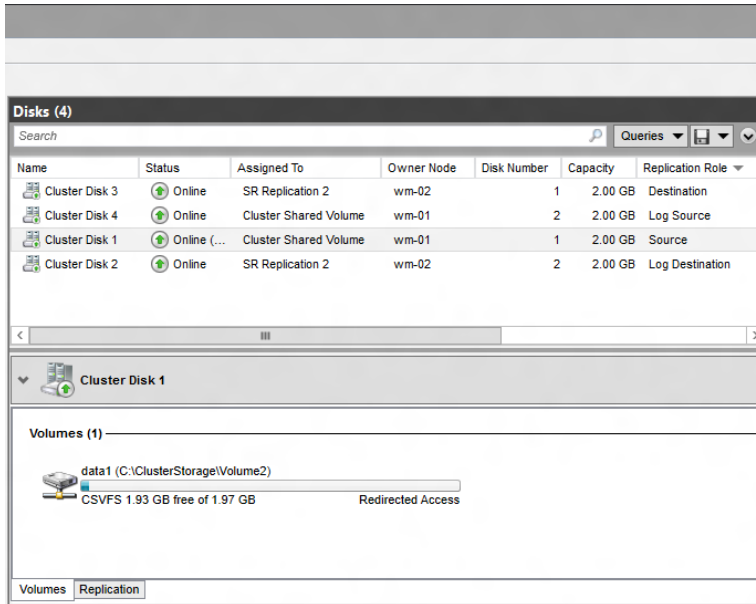 Disks (4)
Search Queries
Name Status Assigned To Owner Node Disk Number Capacity Replication Role
Cluster Disk 3 Online SR Replication 2 wm-02 1 2.00 GB Destination
Cluster Disk 4 Online Cluster Shared Volume wm-01 2 2.00 GB Log Source
Cluster Disk 1 Online (... Cluster Shared Volume wm-01 1 2.00 GB Source
Cluster Disk 2 Online SR Replication 2 wm-02 2 2.00 GB Log Destination
Cluster Disk 1
Volumes (1)
data1 (C:\ClusterStorage\Volume2)
CSVFS 1.93 GB free of 1.97 GB Redirected Access
Volumes Replication